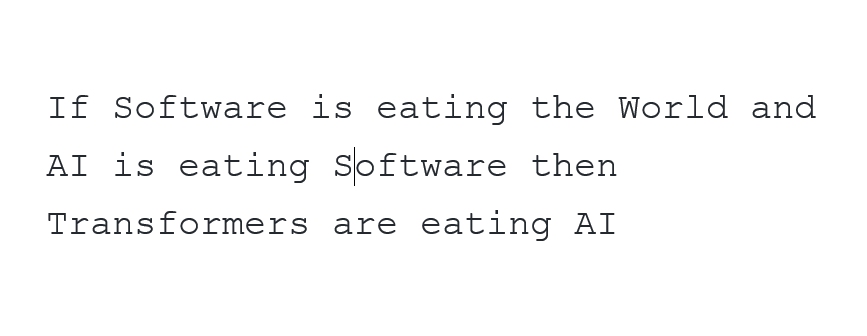 If Software is eating the World and
AI is eating Software then
Transformers are eating AI